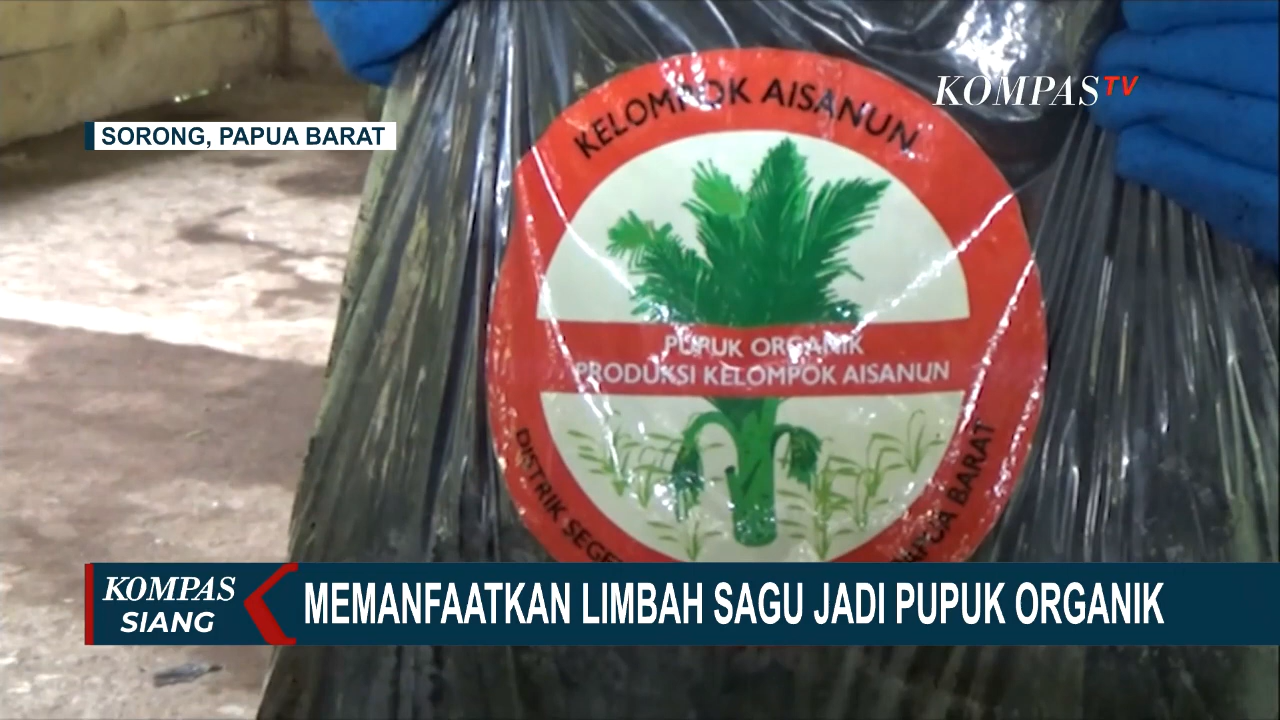 KOMPASTV
SORONG, PAPUA BARAT
KELOMPOK AISANUN
PUPUK ORGANIK
PRODUKSI KELOMPOK AISANUN
DISTRIK
PAPUA BARAT
KOMPAS
SIANG
MEMANFAATKAN LIMBAH SAGU JADI PUPUK ORGANIK